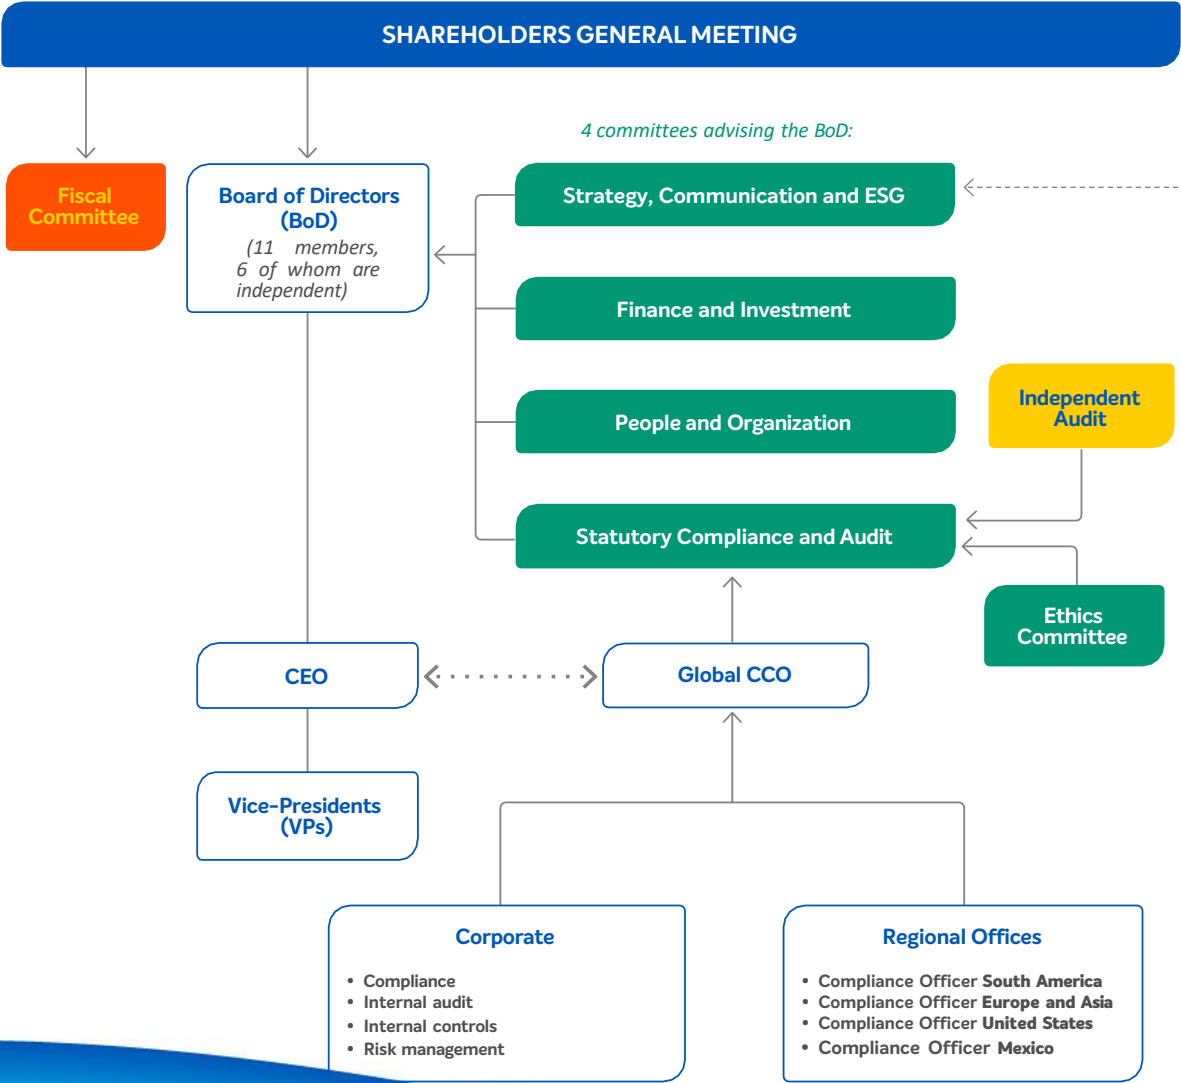 SHAREHOLDERS GENERAL MEETING
4 committees advising the BoD:
Fiscal
Committee
Board of Directors
(BoD)
(11 members,
6 of whom are
independent)
Strategy, Communication and ESG
Finance and Investment
People and Organization
Independent
Audit
Statutory Compliance and Audit
Ethics
Committee
CEO
Global CCO
Vice-Presidents
(VPs)
Corporate
• Compliance
• Internal audit
• Internal controls
• Risk management
Regional Offices
• Compliance Officer South America
• Compliance Officer Europe and Asia
• Compliance Officer United States
• Compliance Officer Mexico